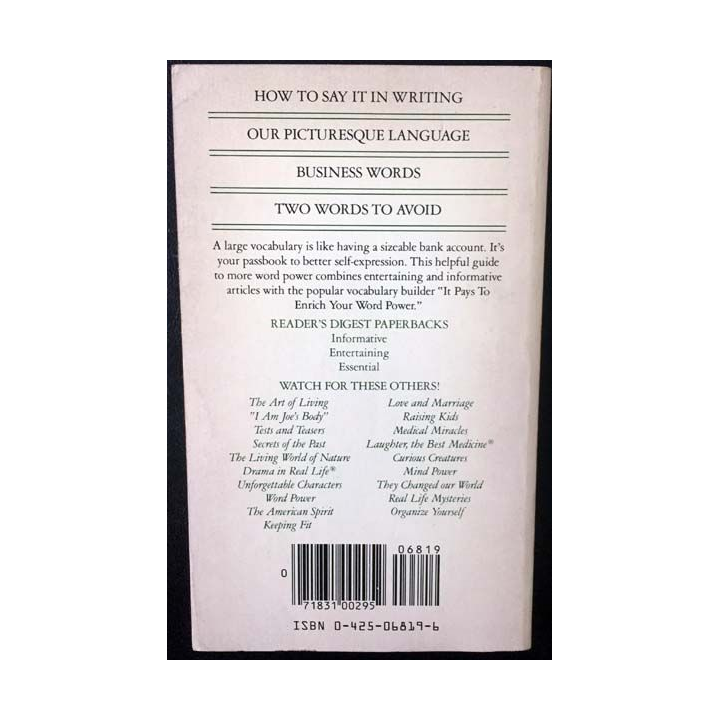 HOW TO SAY IT IN WRITING
OUR PICTURESQUE LANGUAGE
BUSINESS WORDS
TWO WORDS TO AVOID
A large vocabulary is like having a sizeable bank account. It's
your passbook to better self-expression. This helpful guide
to more word power combines entertaining and informative
articles with the popular vocabulary builder "It Pays To
Enrich Your Word Power."
READER'S DIGEST PAPERBACKS
Informative
Entertaining
Essential
WATCH FOR THESE OTHERS!
The Art of Living
"I Am Joe's Body"
Tests and Teasers
Secrets of the Past
The Living World of Nature
Drama in Real Life®
Unforgettable Characters
Word Power
The American Spirit
Keeping Fit
Love and Marriage
Raising Kids
Medical Miracles
Laughter, the Best Medicine®
Curious Creatures
Mind Power
They Changed our World
Real Life Mysteries
Organize Yourself
06819
0
71831 00295
ISBN 0-425-06819-6